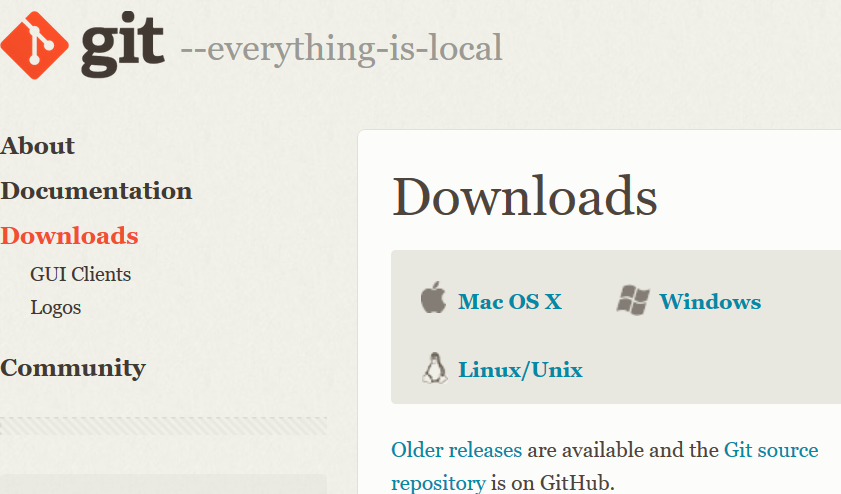 git --everything-is-local
About
Documentation
Downloads
GUI Clients
Logos
Community
Downloads
Mac OS X
Windows
Linux/Unix
Older releases are available and the Git source
repository is on GitHub.